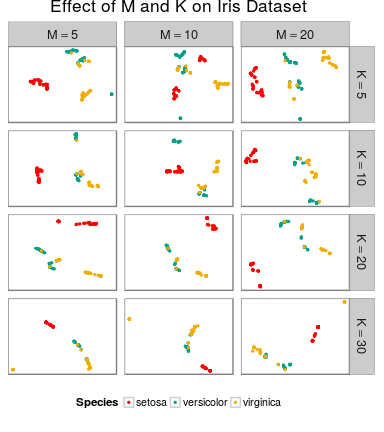 Effect of M and K on Iris Dataset
M = 5 M = 10 M = 20
K = 5
K = 10
K = 20
K = 30
Species setosa versicolor virginica